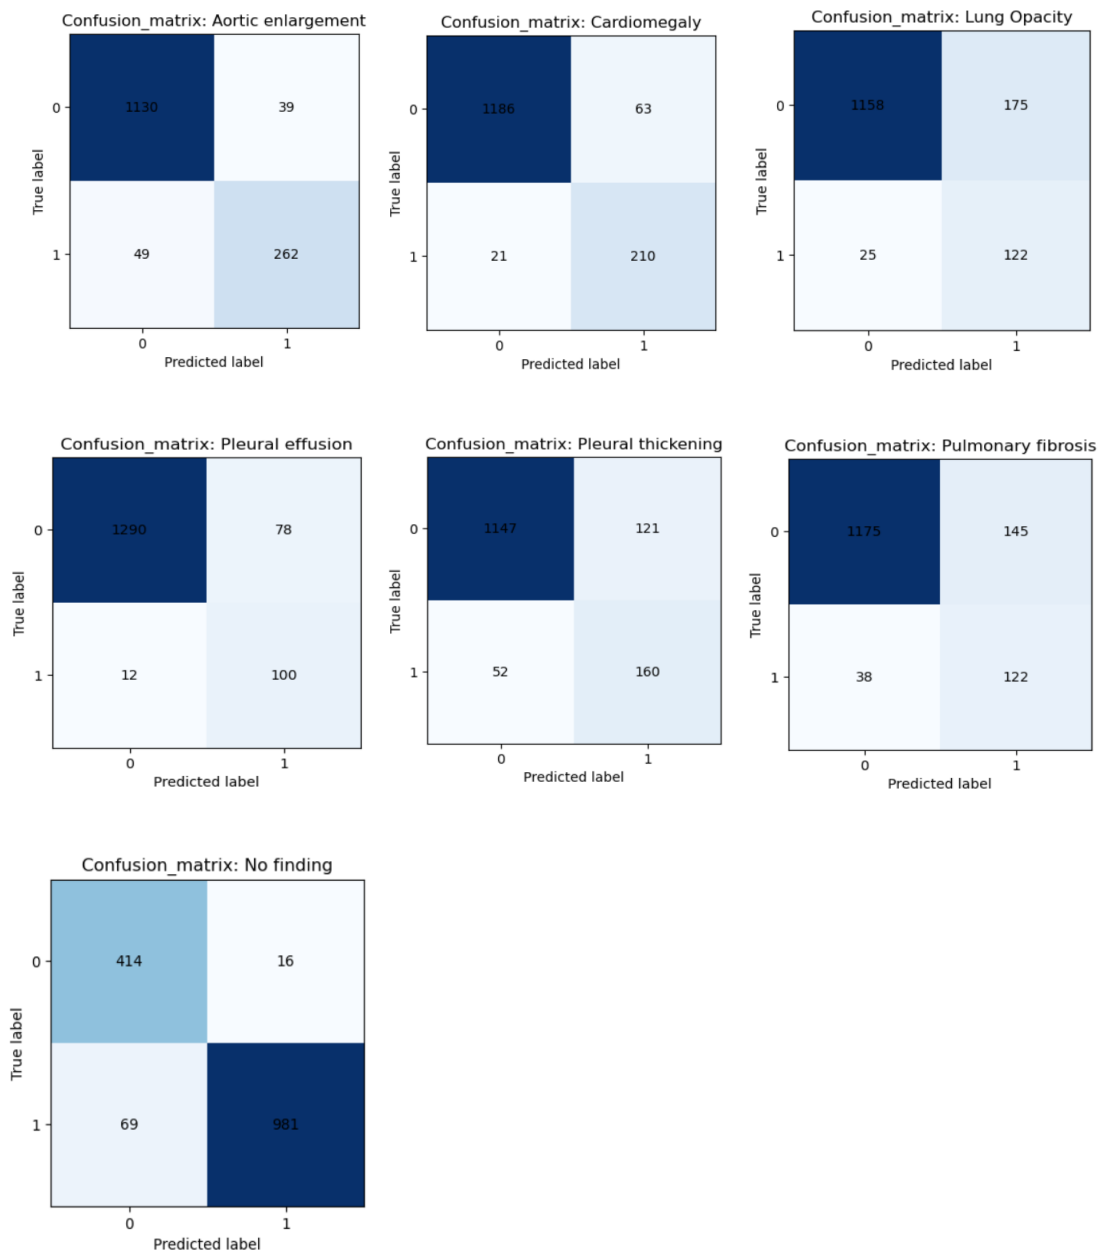 Confusion_matrix: Aortic enlargement
0
1130
39
True label
1
49
262
0
1
Predicted label
Confusion_matrix: Cardiomegaly
0
1186
63
True label
1
21
210
0
1
Predicted label
Confusion_matrix: Lung Opacity
0
1158
175
True label
1
25
122
0
1
Predicted label
Confusion_matrix: Pleural effusion
0
1290
78
True label
1
12
100
0
1
Predicted label
Confusion_matrix: Pleural thickening
0
1147
121
True label
1
52
160
0
1
Predicted label
Confusion_matrix: Pulmonary fibrosis
0
1175
145
True label
1
38
122
0
1
Predicted label
Confusion_matrix: No finding
0
414
16
True label
1
69
981
0
1
Predicted label